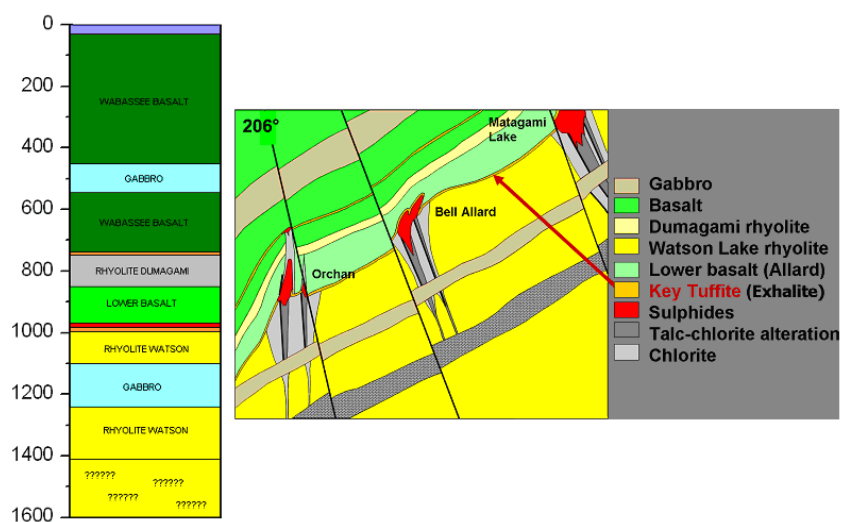 0
200
400
600
800
1000
1200
1400
1600
WABASSEE BASALT
GABBRO
WABASSEE BASALT
RHYOLITE DUMAGAMI
LOWER BASALT
RHYOLITE WATSON
GABBRO
RHYOLITE WATSON
??????
??????
??????
??????
206°
Matagami
Lake
Bell Allard
Orchan
Gabbro
Basalt
Dumagami rhyolite
Watson Lake rhyolite
Lower basalt (Allard)
Key Tuffite (Exhalite)
Sulphides
Talc-chlorite alteration
Chlorite